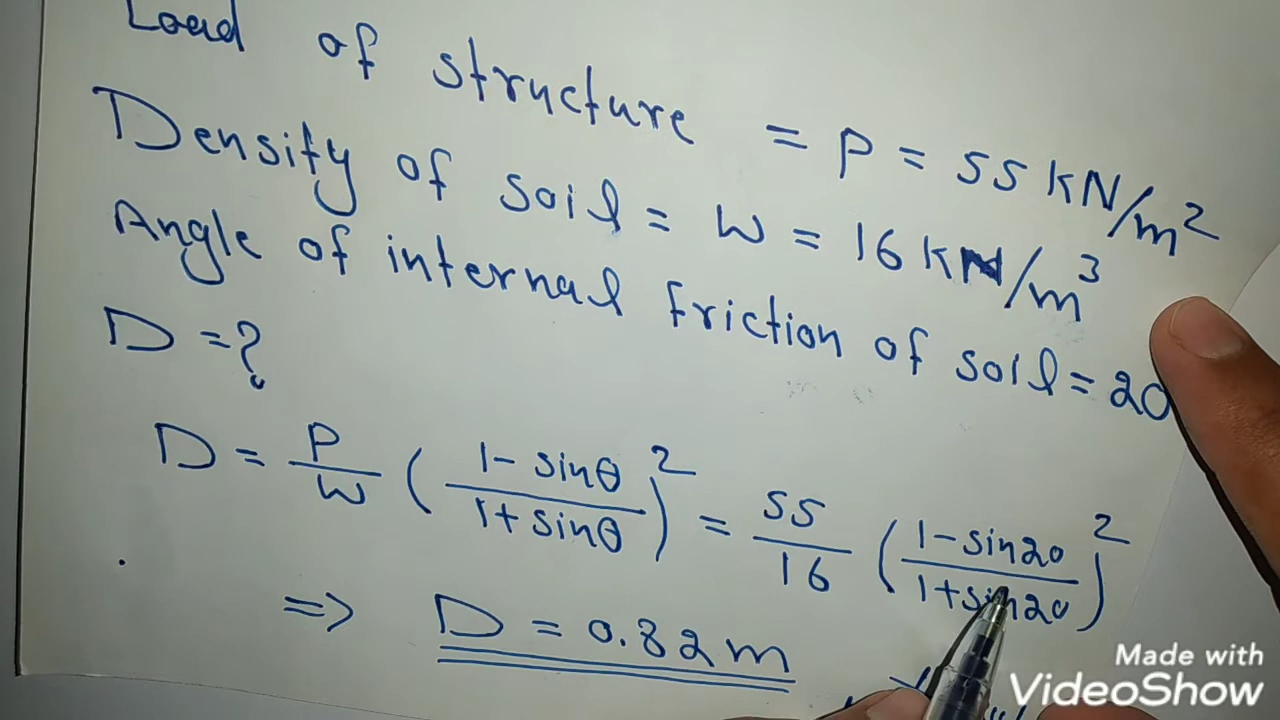 Load of structure = P = 55 kN/m²
Density of soil = W = 16 kN/m³
Angle of internal friction of soil = 20
D = ?
D = P/W (1 - sinθ / 1 + sinθ)² = 55/16 (1 - sin20 / 1 + sin20)²
⇒ D = 0.82 m
Made with
VideoShow